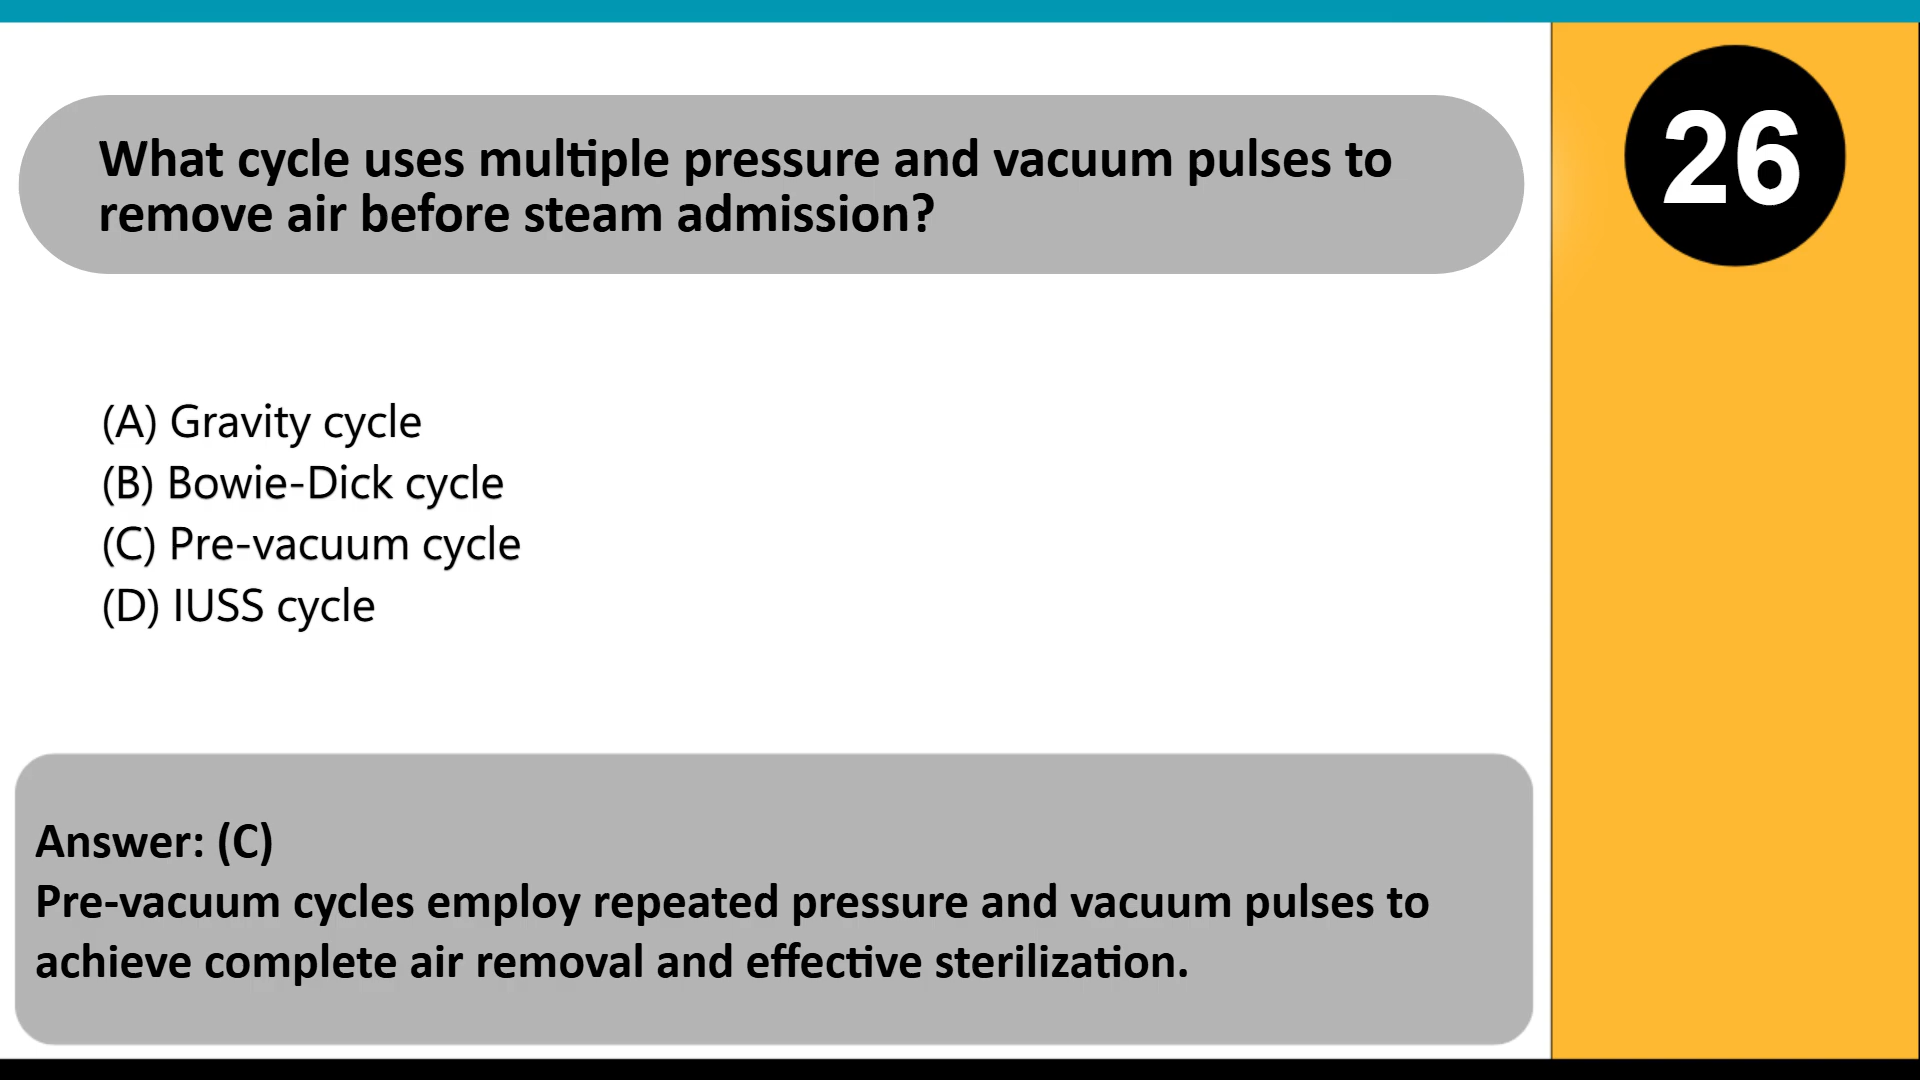 26
What cycle uses multiple pressure and vacuum pulses to
remove air before steam admission?
(A) Gravity cycle
(B) Bowie-Dick cycle
(C) Pre-vacuum cycle
(D) IUSS cycle
Answer: (C)
Pre-vacuum cycles employ repeated pressure and vacuum pulses to
achieve complete air removal and effective sterilization.